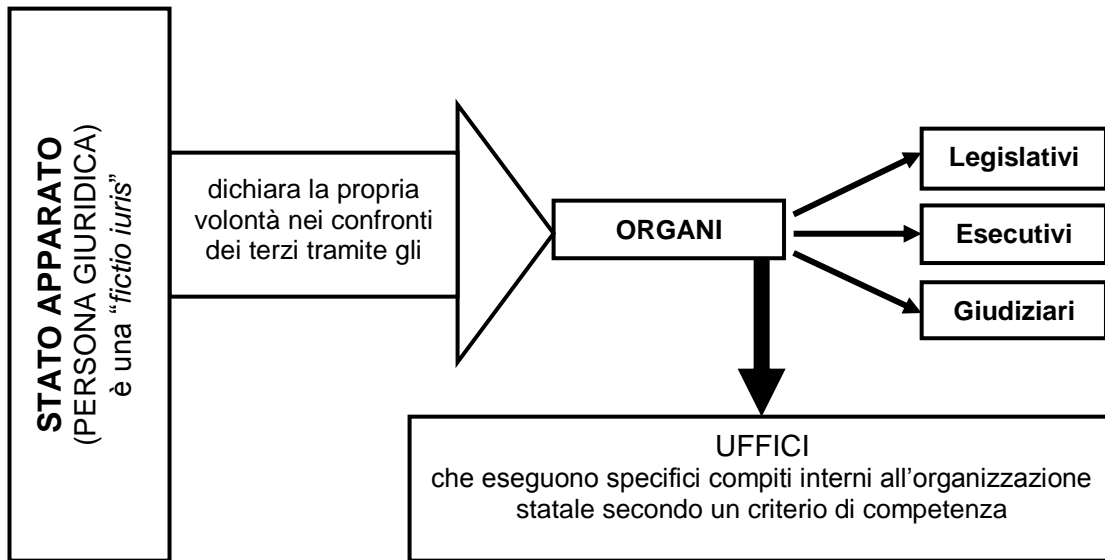 STATO APPARATO
(PERSONA GIURIDICA)
è una “fictio iuris”
dichiara la propria
volontà nei confronti
dei terzi tramite gli
ORGANI
Legislativi
Esecutivi
Giudiziari
UFFICI
che eseguono specifici compiti interni all'organizzazione
statale secondo un criterio di competenza